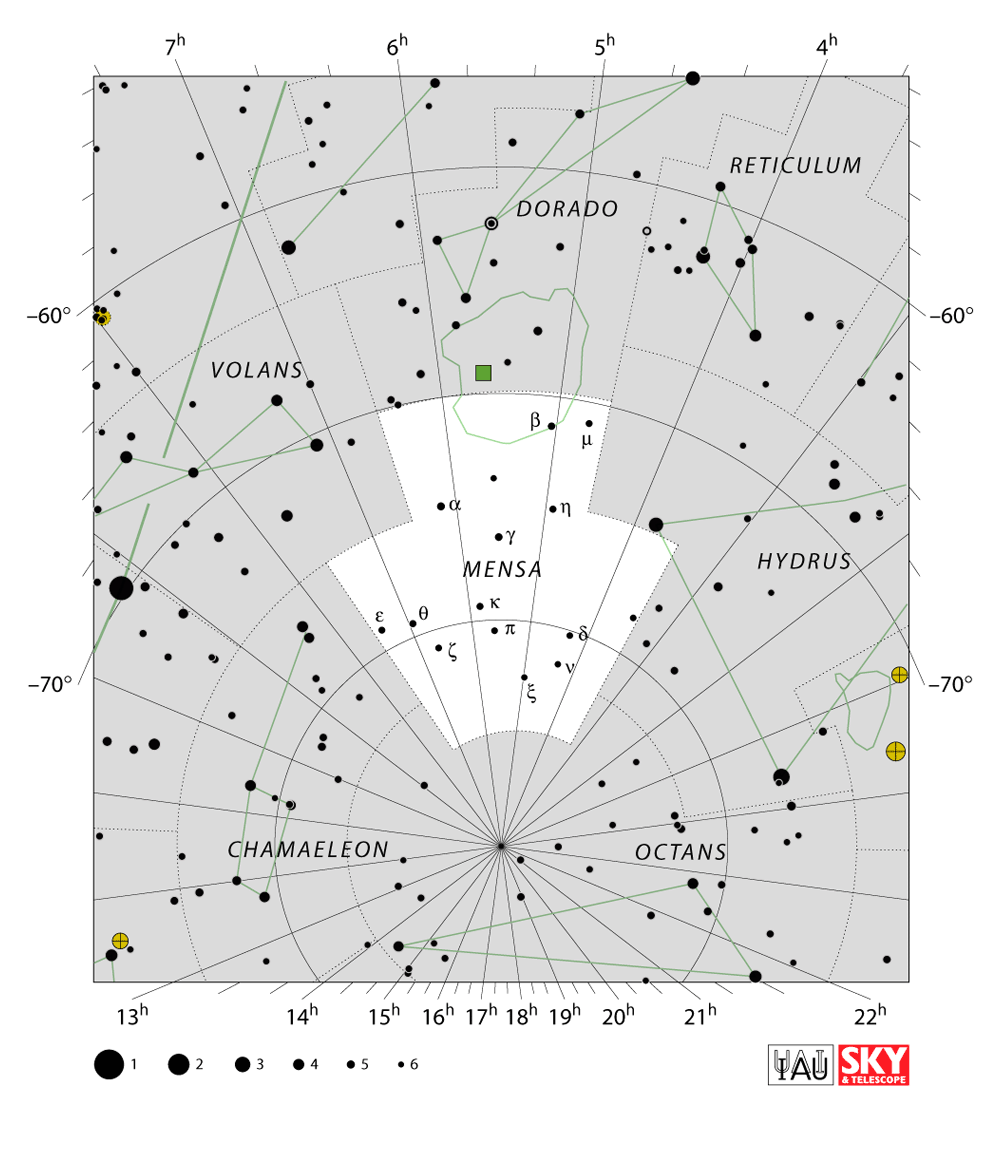 7h 6h 5h 4h
RETICULUM
DORADO
–60° –60°
VOLANS
β
μ
α η
γ
HYDRUS
MENSA
κ
ε θ
π δ
ζ ν
–70° –70°
ξ
CHAMAELEON OCTANS
13h 14h 15h 16h 17h 18h 19h 20h 21h 22h
1 2 3 4 5 6
IAU
SKY
& TELESCOPE